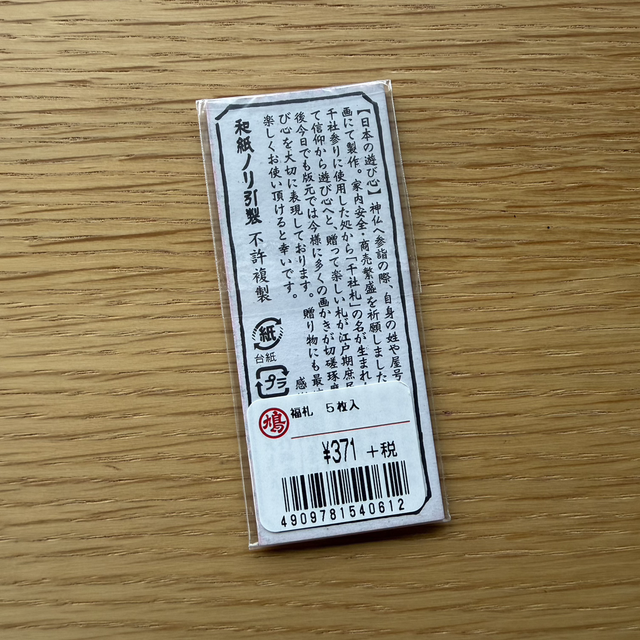 【日本の遊び心】 神仏へ参詣の際、自身の姓や屋号
画にて製作。家内安全・商売繁盛を祈願しました
千社参りに使用した処から「千社札」の名が生まれ
て信仰から遊び心へと、贈って楽しい札が江戸期庶
後今日でも版元では今様に多くの画かきが切磋琢
び心を大切に表現しております。贈り物にも最
楽しくお使い頂けると幸いです。 感
和紙ノリ引製 不許複製
紙
台紙
プラ
鳩
福札 5枚入
¥371 +税
4909781540612